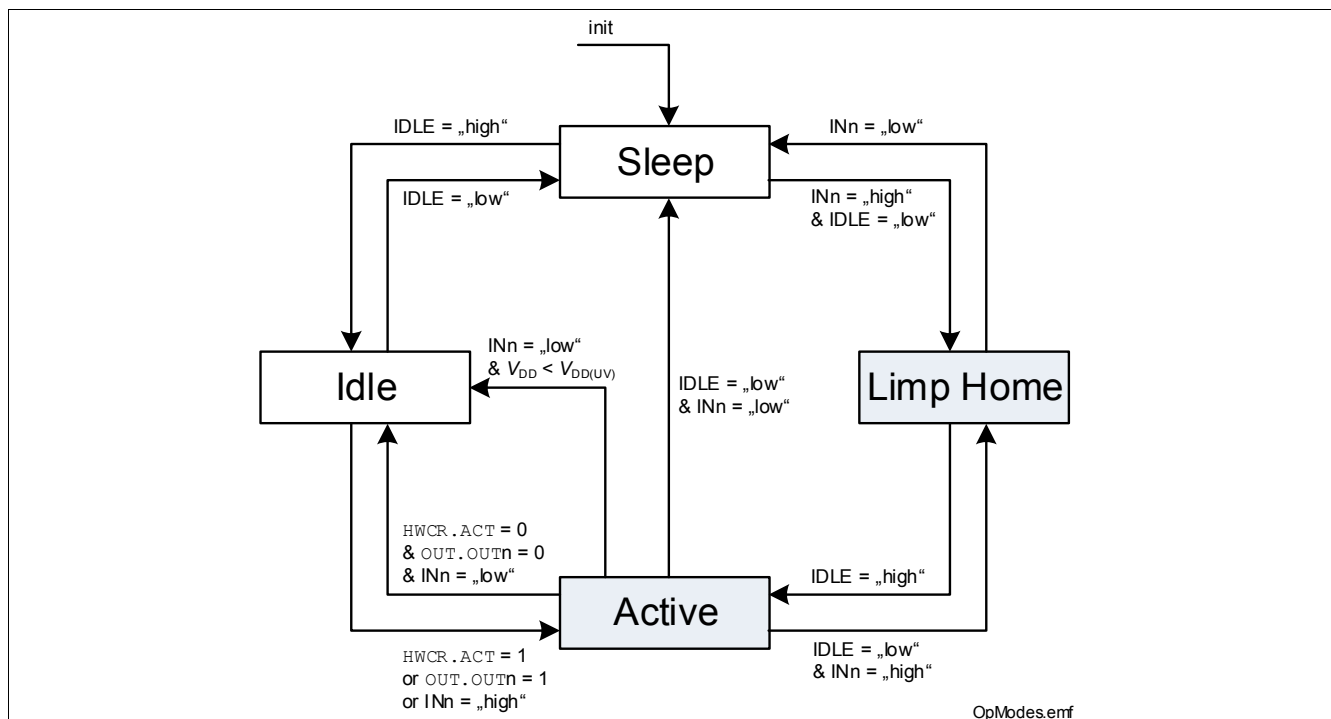 init
IDLE = „high“
INn = „low“
Sleep
IDLE = „low“
INn = „high“
& IDLE = „low“
INn = „low“
& VDD < VDD(UV)
Idle
IDLE = „low“
& INn = „low“
Limp Home
HWCR.ACT = 0
& OUT.OUTn = 0
& INn = „low“
IDLE = „high“
Active
HWCR.ACT = 1
or OUT.OUTn = 1
or INn = „high“
IDLE = „low“
& INn = „high“
OpModes.emf